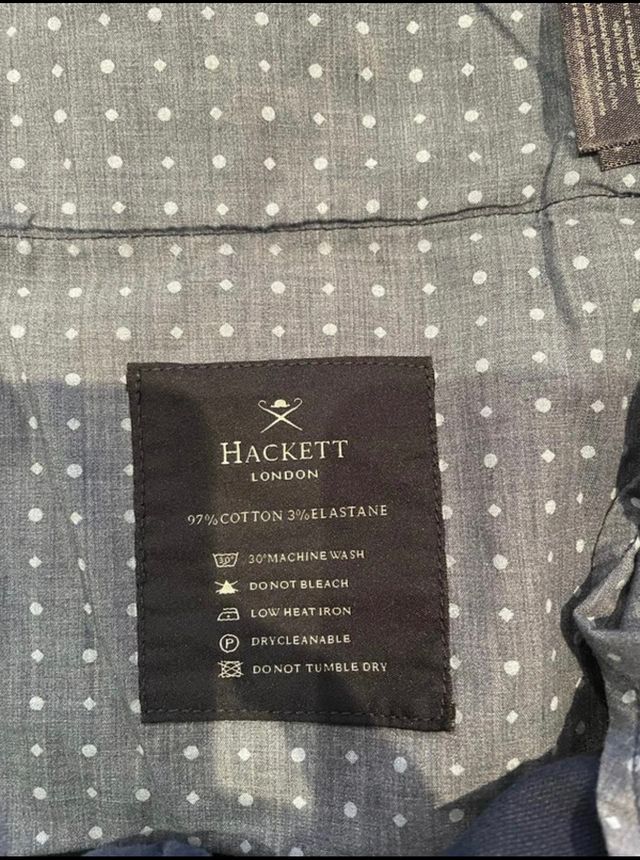 HACKETT
LONDON
97%COTTON 3%ELASTANE
30° 30°MACHINE WASH
DO NOT BLEACH
LOW HEAT IRON
P DRYCLEANABLE
DO NOT TUMBLE DRY